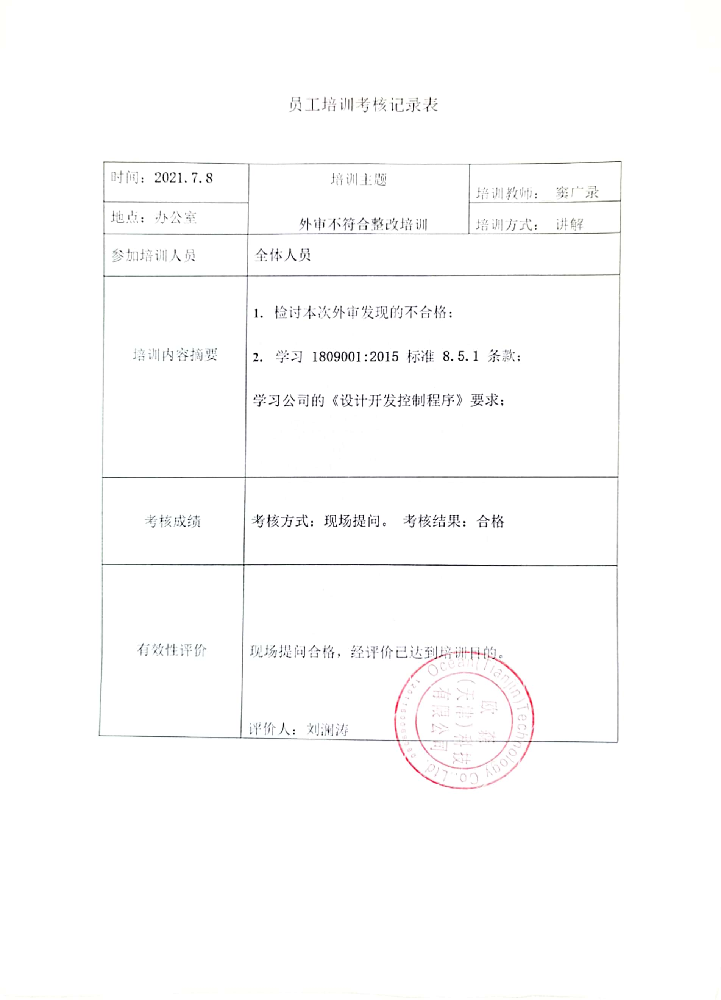 员工培训考核记录表
时间：2021.7.8
培训主题
培训教师： 窦广录
地点：办公室
外审不符合整改培训
培训方式： 讲解
参加培训人员
全体人员
培训内容摘要
1. 检讨本次外审发现的不合格；
2. 学习 1809001:2015 标准 8.5.1 条款；
学习公司的《设计开发控制程序》要求；
考核成绩
考核方式：现场提问。 考核结果：合格
有效性评价
现场提问合格，经评价已达到培训目的。
评价人：刘澜涛
Ocean(Tianjin)Technology Co.,Ltd.
(天津)科技
有限公司